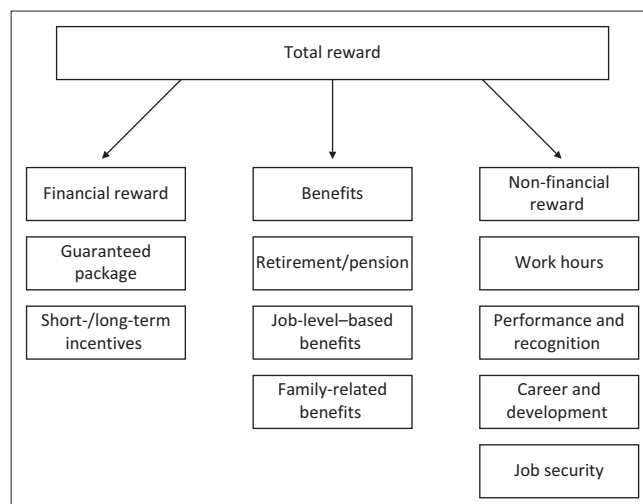 Total reward
Financial reward
Guaranteed
package
Short-/long-term
incentives
Benefits
Retirement/pension
Job-level–based
benefits
Family-related
benefits
Non-financial
reward
Work hours
Performance and
recognition
Career and
development
Job security